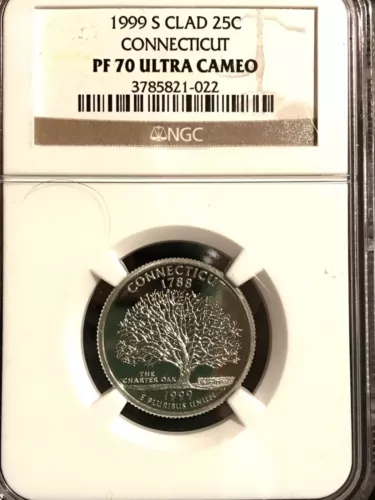 1999 S CLAD 25C
CONNECTICUT
PF 70 ULTRA CAMEO
3785821-022
NGC
CONNECTICUT
1788
THE
CHARTER OAK
1999
E PLURIBUS UNUM